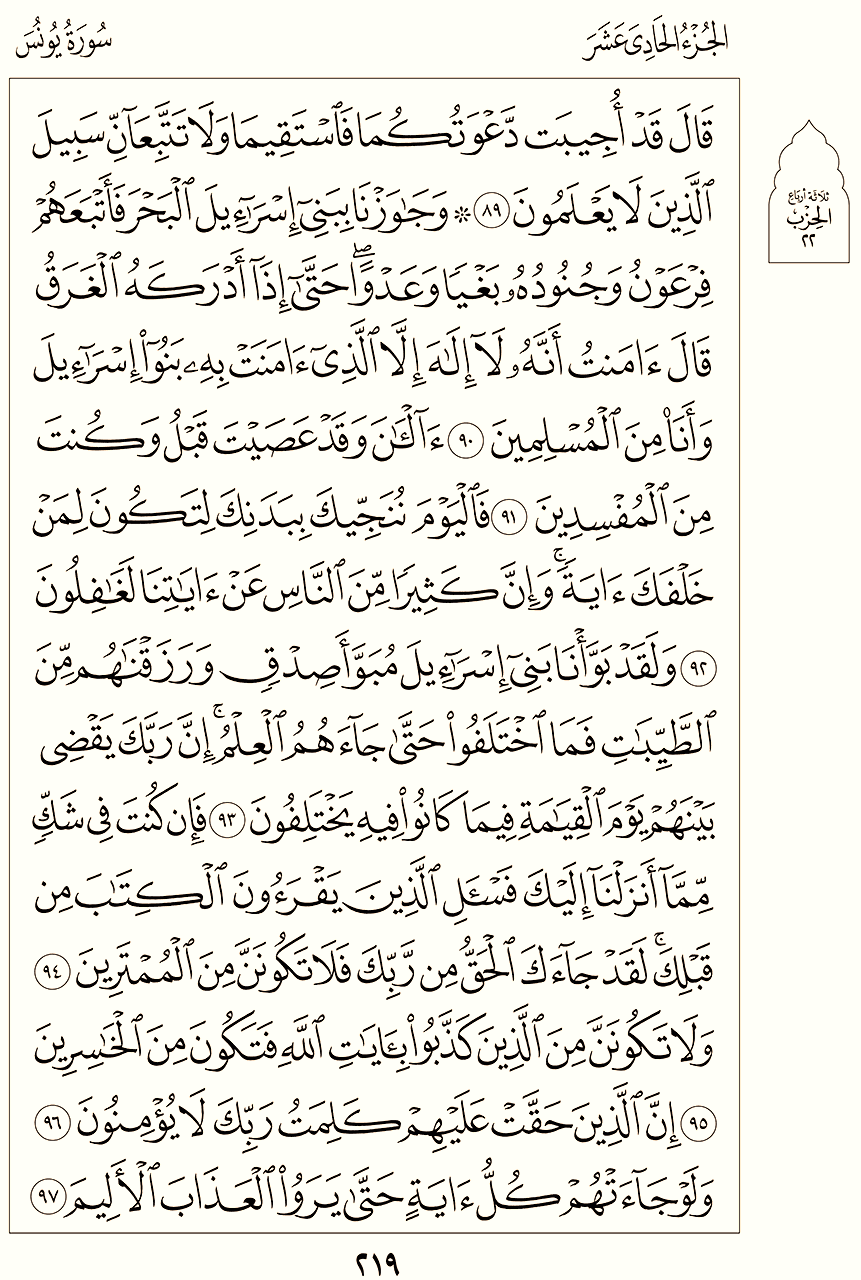 الجُزْءُ الحَادِىَ عَشَرَ
سُورَةُ يُونُسَ
قَالَ قَدْ أُجِيبَت دَّعْوَتُكُمَا فَٱسْتَقِيمَا وَلَا تَتَّبِعَآنِّ سَبِيلَ
ٱلَّذِينَ لَا يَعْلَمُونَ ٨٩ ۞ وَجَٰوَزْنَا بِبَنِىٓ إِسْرَٰٓءِيلَ ٱلْبَحْرَ فَأَتْبَعَهُمْ
فِرْعَوْنُ وَجُنُودُهُۥ بَغْيًا وَعَدْوًا ۖ حَتَّىٰٓ إِذَآ أَدْرَكَهُ ٱلْغَرَقُ
قَالَ ءَامَنتُ أَنَّهُۥ لَآ إِلَٰهَ إِلَّا ٱلَّذِىٓ ءَامَنَتْ بِهِۦ بَنُوٓا۟ إِسْرَٰٓءِيلَ
وَأَنَا۠ مِنَ ٱلْمُسْلِمِينَ ٩٠ ءَآلْـَٰٔنَ وَقَدْ عَصَيْتَ قَبْلُ وَكُنتَ
مِنَ ٱلْمُفْسِدِينَ ٩١ فَٱلْيَوْمَ نُنَجِّيكَ بِبَدَنِكَ لِتَكُونَ لِمَنْ
خَلْفَكَ ءَايَةً ۚ وَإِنَّ كَثِيرًا مِّنَ ٱلنَّاسِ عَنْ ءَايَٰتِنَا لَغَٰفِلُونَ
٩٢ وَلَقَدْ بَوَّأْنَا بَنِىٓ إِسْرَٰٓءِيلَ مُبَوَّأَ صِدْقٍ وَرَزَقْنَٰهُم مِّنَ
ٱلطَّيِّبَٰتِ فَمَا ٱخْتَلَفُوا۟ حَتَّىٰ جَآءَهُمُ ٱلْعِلْمُ ۚ إِنَّ رَبَّكَ يَقْضِى
بَيْنَهُمْ يَوْمَ ٱلْقِيَٰمَةِ فِيمَا كَانُوا۟ فِيهِ يَخْتَلِفُونَ ٩٣ فَإِن كُنتَ فِى شَكٍّ
مِّمَّآ أَنزَلْنَآ إِلَيْكَ فَسْـَٔلِ ٱلَّذِينَ يَقْرَءُونَ ٱلْكِتَٰبَ مِن
قَبْلِكَ ۚ لَقَدْ جَآءَكَ ٱلْحَقُّ مِن رَّبِّكَ فَلَا تَكُونَنَّ مِنَ ٱلْمُمْتَرِينَ ٩٤
وَلَا تَكُونَنَّ مِنَ ٱلَّذِينَ كَذَّبُوا۟ بِـَٔايَٰتِ ٱللَّهِ فَتَكُونَ مِنَ ٱلْخَٰسِرِينَ
٩٥ إِنَّ ٱلَّذِينَ حَقَّتْ عَلَيْهِمْ كَلِمَتُ رَبِّكَ لَا يُؤْمِنُونَ ٩٦
وَلَوْ جَآءَتْهُمْ كُلُّ ءَايَةٍ حَتَّىٰ يَرَوُا۟ ٱلْعَذَابَ ٱلْأَلِيمَ ٩٧
ثلاثة أرباع
الحِزْب
٢٢
٢١٩